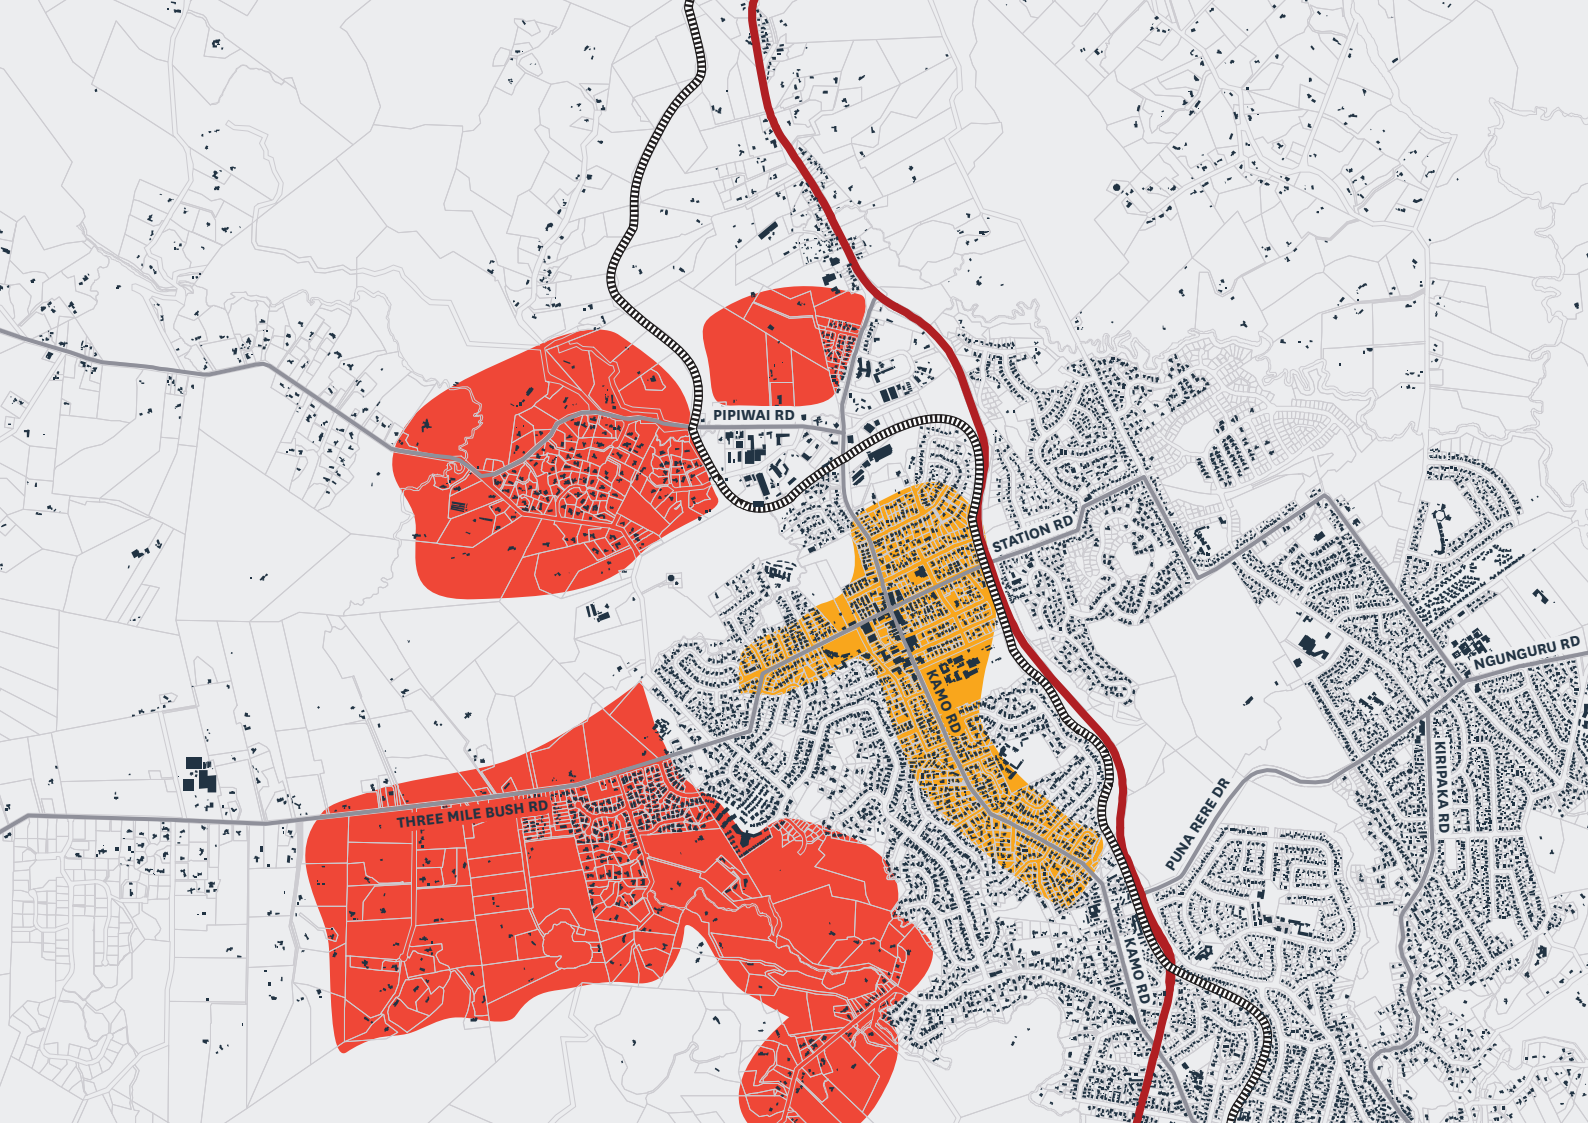 PIPIWAI RD
STATION RD
NGUNGURU RD
KAMO RD
KIRIPAKA RD
THREE MILE BUSH RD
PUNA RERE DR
KAMO RD